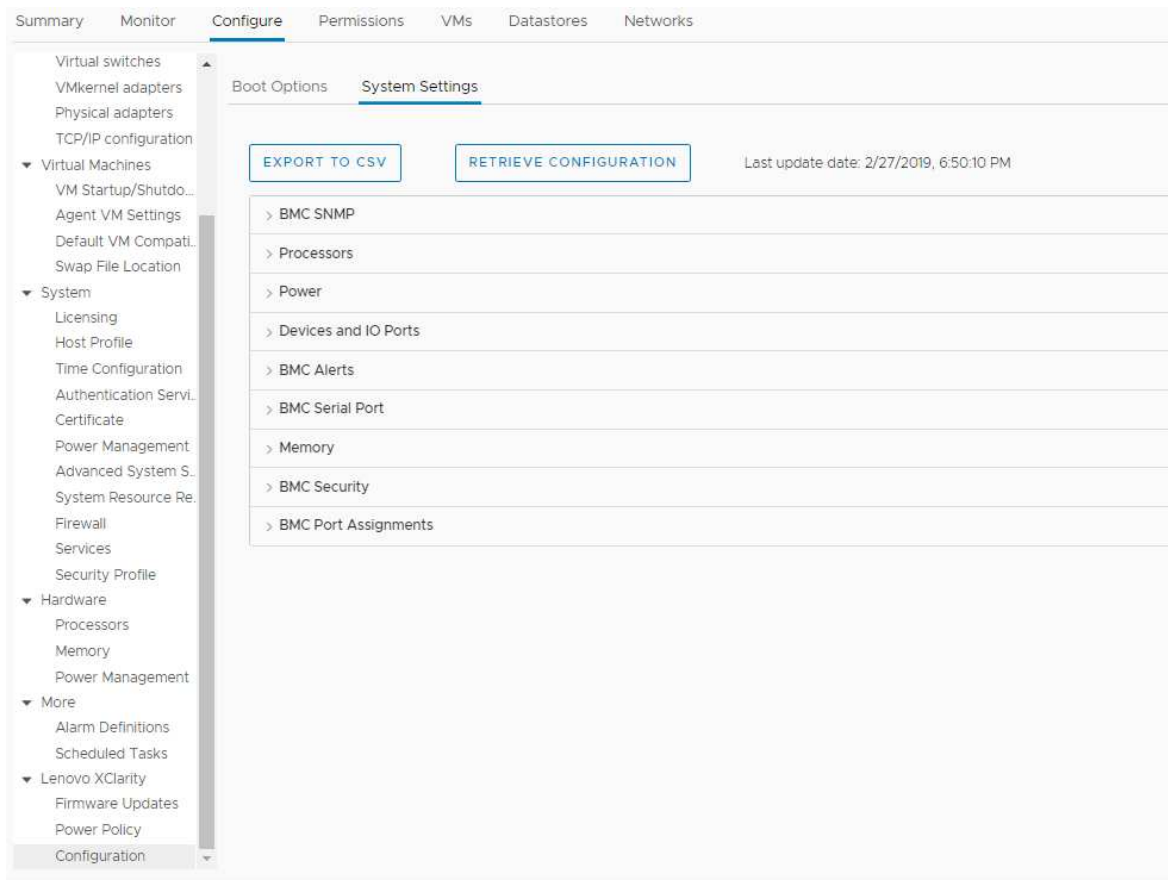 Summary Monitor Configure Permissions VMs Datastores Networks
Virtual switches
VMkernel adapters
Physical adapters
TCP/IP configuration
Virtual Machines
VM Startup/Shutdo...
Agent VM Settings
Default VM Compati..
Swap File Location
System
Licensing
Host Profile
Time Configuration
Authentication Servi..
Certificate
Power Management
Advanced System S..
System Resource Re.
Firewall
Services
Security Profile
Hardware
Processors
Memory
Power Management
More
Alarm Definitions
Scheduled Tasks
Lenovo XClarity
Firmware Updates
Power Policy
Configuration
Boot Options System Settings
EXPORT TO CSV RETRIEVE CONFIGURATION Last update date: 2/27/2019, 6:50:10 PM
BMC SNMP
Processors
Power
Devices and IO Ports
BMC Alerts
BMC Serial Port
Memory
BMC Security
BMC Port Assignments